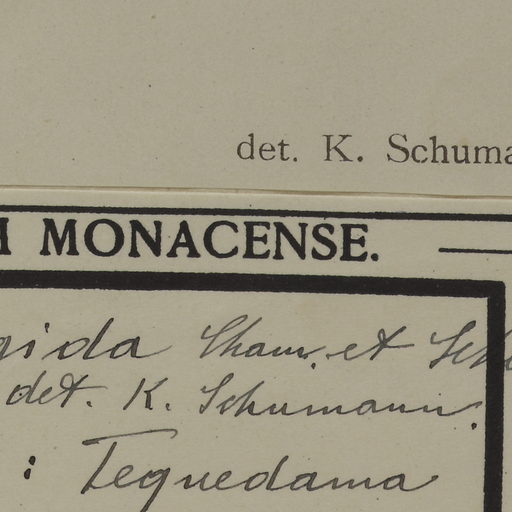 det. K. Schuma
M MONACENSE.
gida Cham. et Sch
det. K. Schumann.
: Tequedama